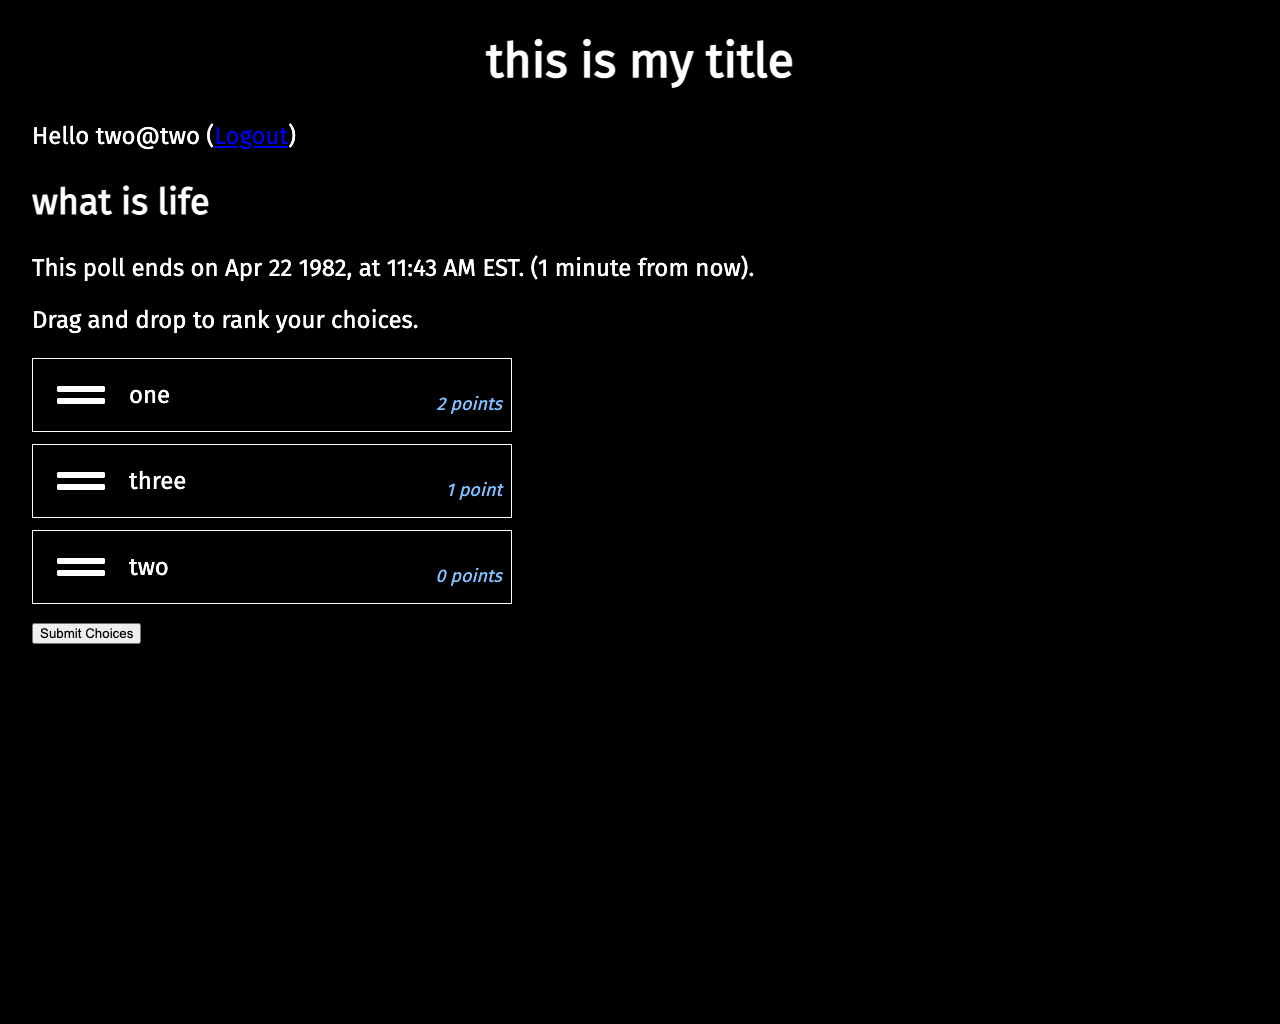 this is my title
Hello two@two (Logout)
what is life
This poll ends on Apr 22 1982, at 11:43 AM EST. (1 minute from now).
Drag and drop to rank your choices.
one
2 points
three
1 point
two
0 points
Submit Choices